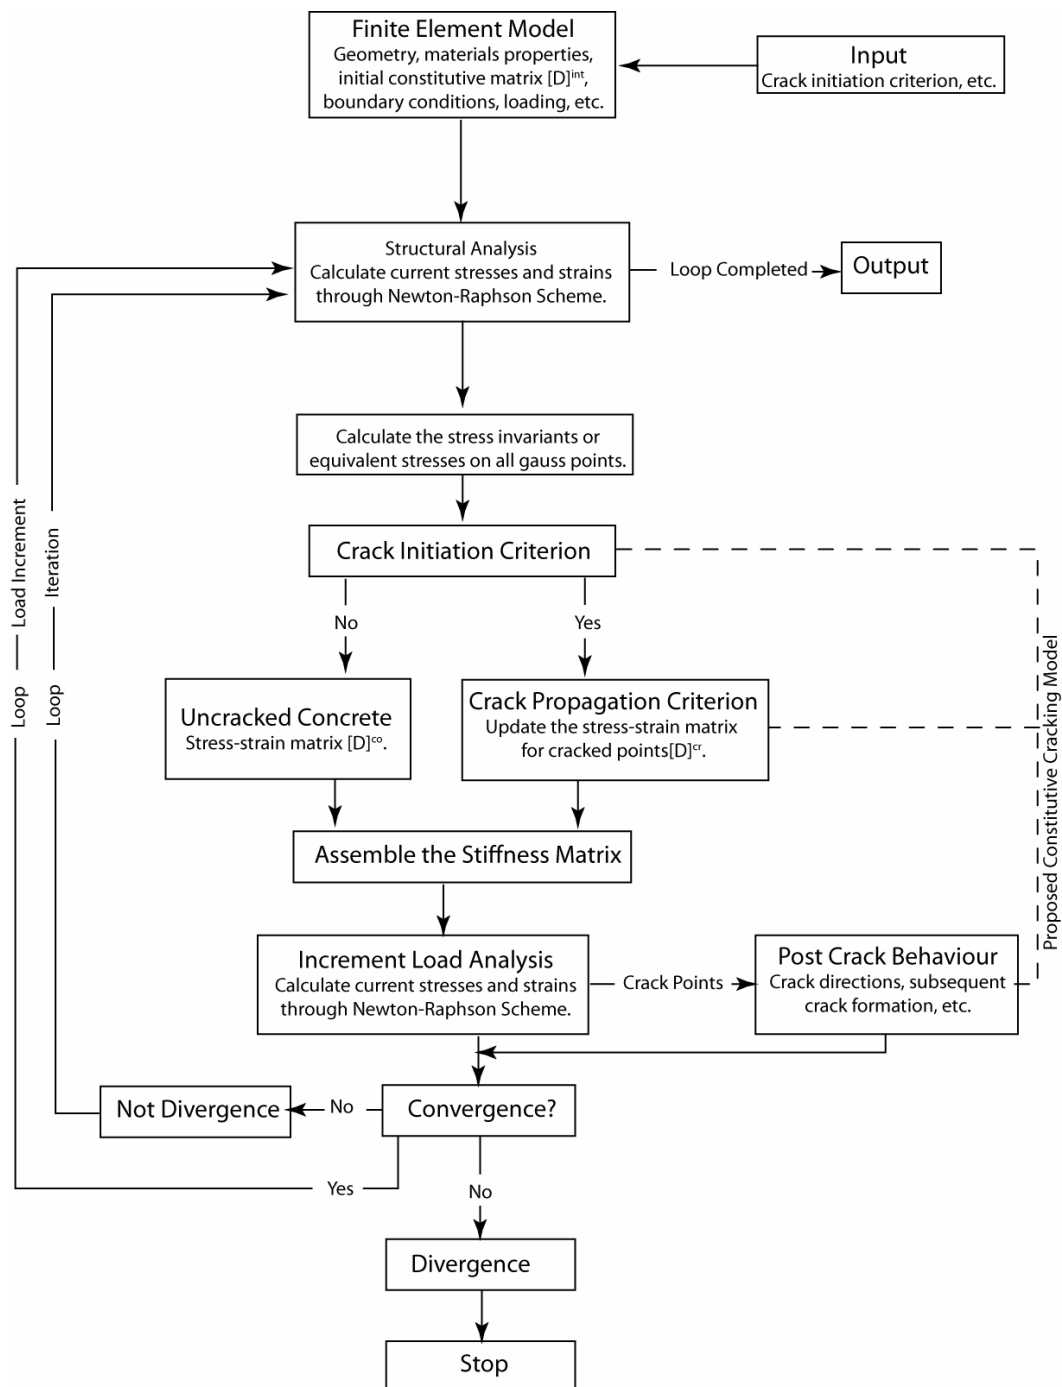 Finite Element Model
Geometry, materials properties,
initial constitutive matrix [D]ⁱⁿᵗ,
boundary conditions, loading, etc.
Input
Crack initiation criterion, etc.
Structural Analysis
Calculate current stresses and strains
through Newton-Raphson Scheme.
Loop Completed
Output
Calculate the stress invariants or
equivalent stresses on all gauss points.
Crack Initiation Criterion
No
Yes
Uncracked Concrete
Stress-strain matrix [D]ᶜᵒ.
Crack Propagation Criterion
Update the stress-strain matrix
for cracked points[D]ᶜʳ.
Assemble the Stiffness Matrix
Increment Load Analysis
Calculate current stresses and strains
through Newton-Raphson Scheme.
Crack Points
Post Crack Behaviour
Crack directions, subsequent
crack formation, etc.
Proposed Constitutive Cracking Model
Loop
Load Increment
Loop
Iteration
Not Divergence
No
Convergence?
Yes
No
Divergence
Stop